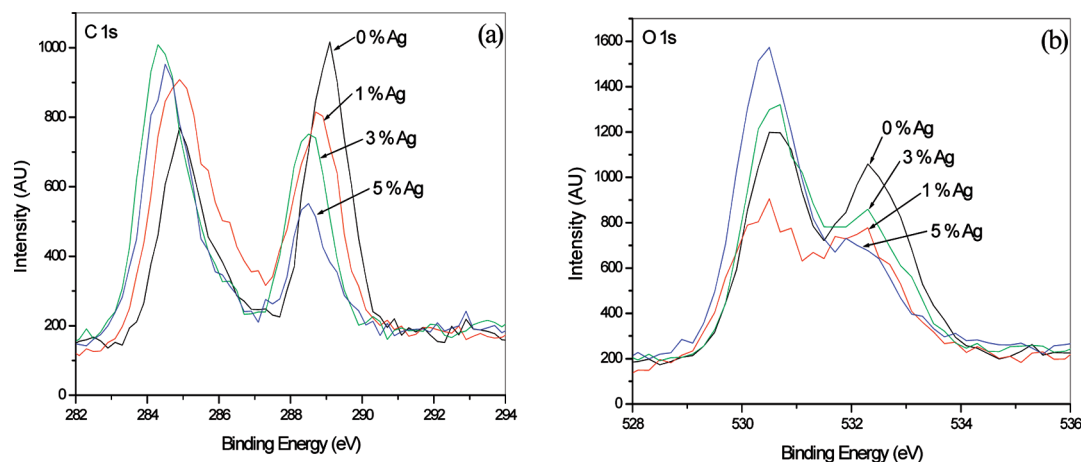 C 1s
(a)
0 % Ag
1 % Ag
3 % Ag
5 % Ag
1000
800
600
400
200
0
282
284
286
288
290
292
294
Intensity (AU)
Binding Energy (eV)
O 1s
(b)
0 % Ag
3 % Ag
1 % Ag
5 % Ag
1600
1400
1200
1000
800
600
400
200
0
528
530
532
534
536
Intensity (AU)
Binding Energy (eV)